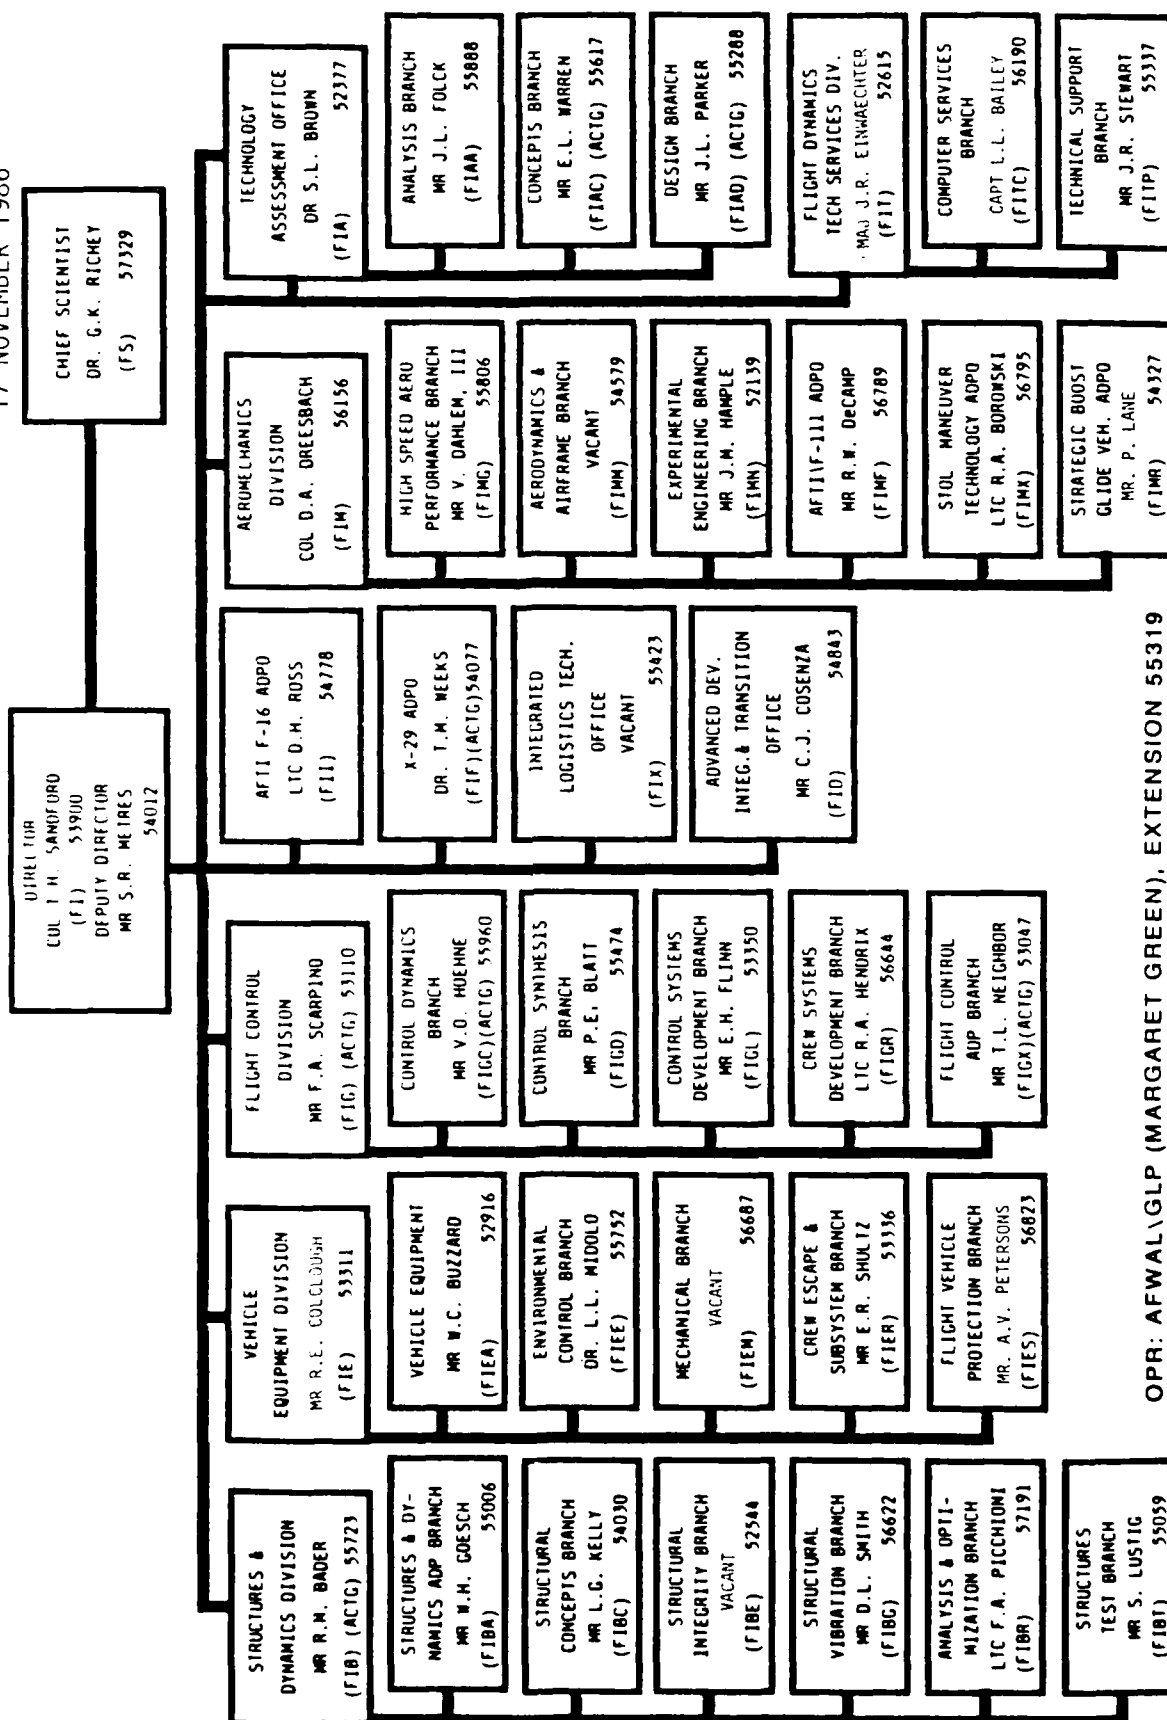 17 NOVEMBER 1986
DIRECTOR
COL T H. SANDFORD
(FI) 53900
DEPUTY DIRECTOR
MR S.R. METRES
54012
CHIEF SCIENTIST
DR. G.K. RICHEY
(FS) 57329
STRUCTURES &
DYNAMICS DIVISION
MR R.M. BADER
(FIB) (ACTG) 55723
STRUCTURES & DY-
NAMICS ADP BRANCH
MR W.H. GOESCH
(FIBA) 55006
STRUCTURAL
CONCEPTS BRANCH
MR L.G. KELLY
(FIBC) 54030
STRUCTURAL
INTEGRITY BRANCH
VACANT
(FIBE) 52544
STRUCTURAL
VIBRATION BRANCH
MR D.L. SMITH
(FIBG) 56622
ANALYSIS & OPTI-
MIZATION BRANCH
LTC F.A. PICCHIONI
(FIBR) 57191
STRUCTURES
TEST BRANCH
MR S. LUSTIG
(FIBT) 55059
VEHICLE
EQUIPMENT DIVISION
MR R.E. COLCLOUGH
(FIE) 53311
VEHICLE EQUIPMENT
MR W.C. BUZZARD
(FIEA) 52916
ENVIRONMENTAL
CONTROL BRANCH
DR. L.L. MIDOLO
(FIEE) 55752
MECHANICAL BRANCH
VACANT
(FIEM) 56687
CREW ESCAPE &
SUBSYSTEM BRANCH
MR E.R. SHULTZ
(FIER) 53336
FLIGHT VEHICLE
PROTECTION BRANCH
MR. A.V. PETERSONS
(FIES) 56823
FLIGHT CONTROL
DIVISION
MR F.A. SCARPINO
(FIG) (ACTG) 53110
CONTROL DYNAMICS
BRANCH
MR V.O. HOEHNE
(FIGC)(ACTG) 55960
CONTROL SYNTHESIS
BRANCH
MR P.E. BLATT
(FIGD) 55474
CONTROL SYSTEMS
DEVELOPMENT BRANCH
MR E.H. FLINN
(FIGL) 53350
CREW SYSTEMS
DEVELOPMENT BRANCH
LTC R.A. HENDRIX
(FIGR) 56644
FLIGHT CONTROL
ADP BRANCH
MR T.L. NEIGHBOR
(FIGX)(ACTG) 53047
AFTI F-16 ADPO
LTC D.H. ROSS
(FII) 54778
X-29 ADPO
DR. T.M. WEEKS
(FIF)(ACTG)54077
INTEGRATED
LOGISTICS TECH.
OFFICE
VACANT
(FIX) 55423
ADVANCED DEV.
INTEG.& TRANSITION
OFFICE
MR C.J. COSENZA
(FID) 54843
AEROMECHANICS
DIVISION
COL D.A. DREESBACH
(FIM) 56156
HIGH SPEED AERO
PERFORMANCE BRANCH
MR V. DAHLEM, III
(FIMG) 55806
AERODYNAMICS &
AIRFRAME BRANCH
VACANT
(FIMM) 54579
EXPERIMENTAL
ENGINEERING BRANCH
MR J.M. HAMPLE
(FIMN) 52139
AFTI\F-111 ADPO
MR R.W. DeCAMP
(FIMF) 56789
STOL MANEUVER
TECHNOLOGY ADPO
LTC R.A. BOROWSKI
(FIMX) 56795
STRATEGIC BOOST
GLIDE VEH. ADPO
MR. P. LANE
(FIMR) 54327
TECHNOLOGY
ASSESSMENT OFFICE
DR S.L. BROWN
(FIA) 52377
ANALYSIS BRANCH
MR J.L. FOLCK
(FIAA) 55888
CONCEPTS BRANCH
MR E.L. WARREN
(FIAC) (ACTG) 55617
DESIGN BRANCH
MR J.L. PARKER
(FIAD) (ACTG) 55288
FLIGHT DYNAMICS
TECH SERVICES DIV.
MAJ J.R. EINWAECHTER
(FIT) 52615
COMPUTER SERVICES
BRANCH
CAPT L.L. BAILEY
(FITC) 56190
TECHNICAL SUPPORT
BRANCH
MR J.R. STEWART
(FITP) 55337
OPR: AFWAL\GLP (MARGARET GREEN), EXTENSION 55319